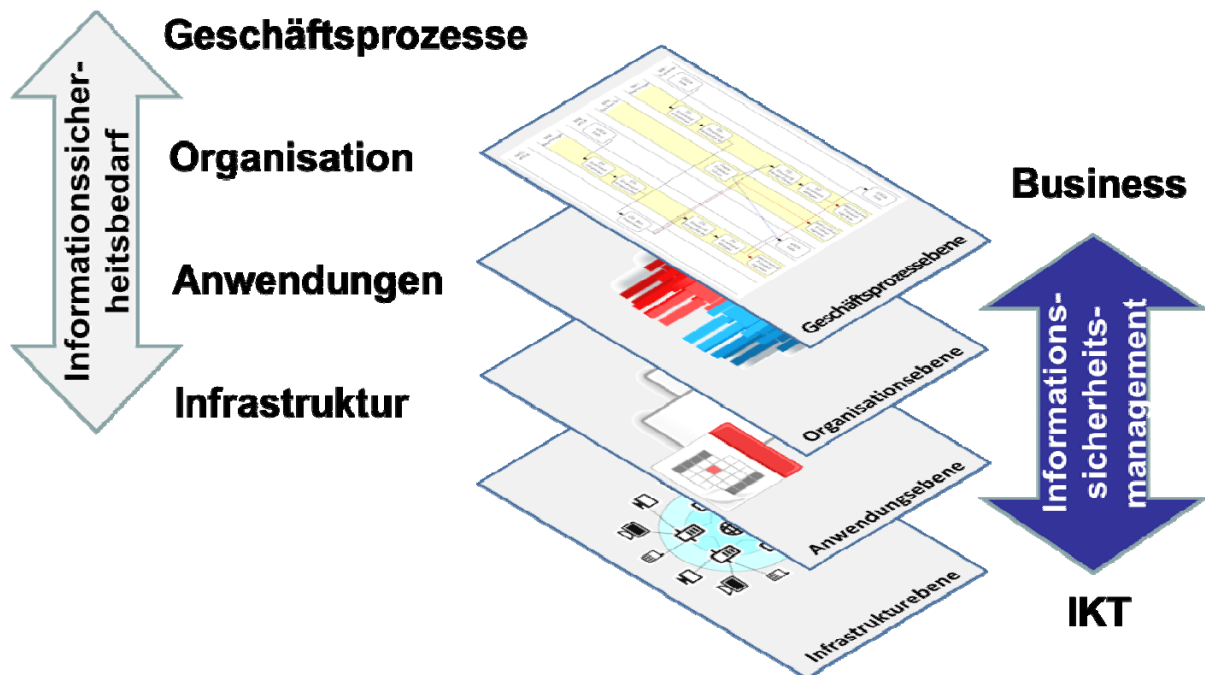 Geschäftsprozesse
Organisation
Anwendungen
Infrastruktur
Informationssicher-
heitsbedarf
Geschäftsprozessebene
Organisationsebene
Anwendungsebene
Infrastrukturebene
Business
Informations-
sicherheits-
management
IKT